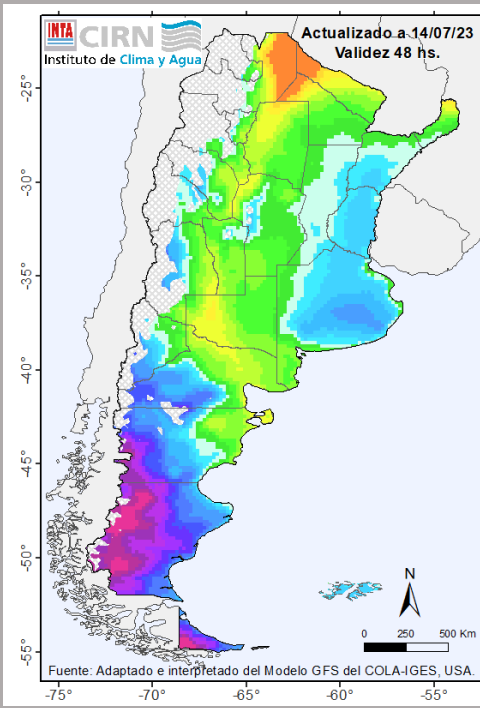 INTA CIRN
Instituto de Clima y Agua
Actualizado a 14/07/23
Validez 48 hs.
-25°
-30°
-35°
-40°
-45°
-50°
-55°
N
0 250 500 Km
Fuente: Adaptado e interpretado del Modelo GFS del COLA-IGES, USA.
-75° -70° -65° -60° -55°